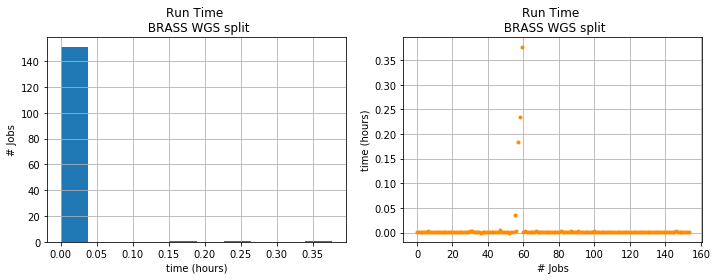 Run Time
BRASS WGS split
# Jobs
140
120
100
80
60
40
20
0
0.00 0.05 0.10 0.15 0.20 0.25 0.30 0.35
time (hours)
Run Time
BRASS WGS split
time (hours)
0.35
0.30
0.25
0.20
0.15
0.10
0.05
0.00
0 20 40 60 80 100 120 140 160
# Jobs